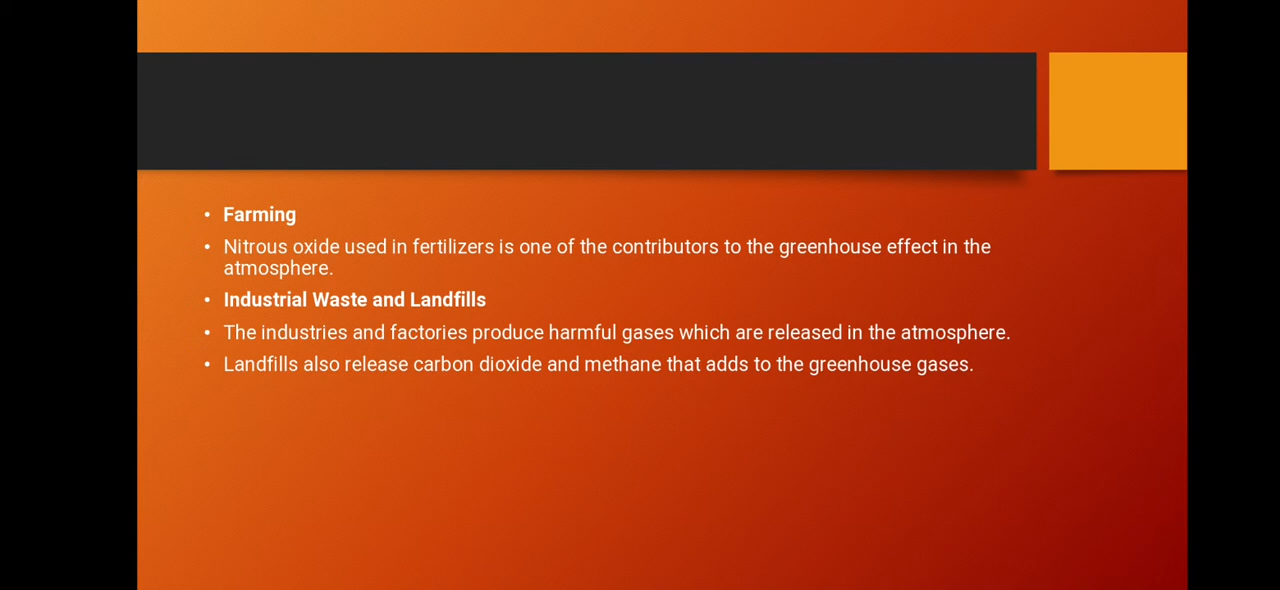 • Farming
• Nitrous oxide used in fertilizers is one of the contributors to the greenhouse effect in the
atmosphere.
• Industrial Waste and Landfills
• The industries and factories produce harmful gases which are released in the atmosphere.
• Landfills also release carbon dioxide and methane that adds to the greenhouse gases.